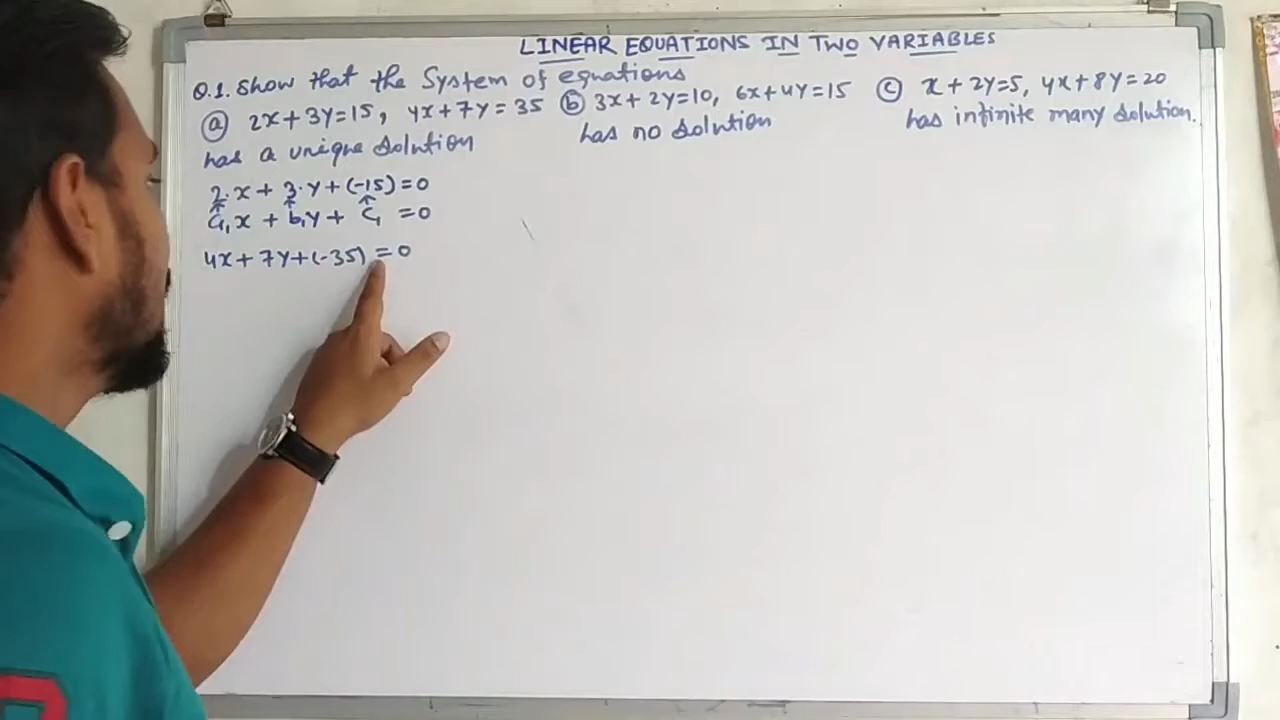 LINEAR EQUATIONS IN TWO VARIABLES
Q.1. Show that the System of equations
(a) 2x+3y=15, 4x+7y=35 (b) 3x+2y=10, 6x+4y=15 (c) x+2y=5, 4x+8y=20
has a unique solution has no solution has infinite many solution.
2·x + 3·y + (-15) = 0
a₁x + b₁y + c₁ = 0
4x + 7y + (-35) = 0